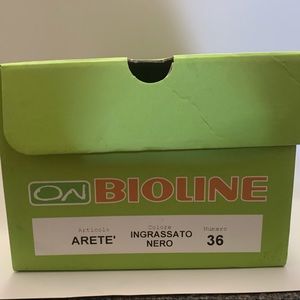 ON BIOLINE
Articolo Colore Numero
ARETE' INGRASSATO NERO 36